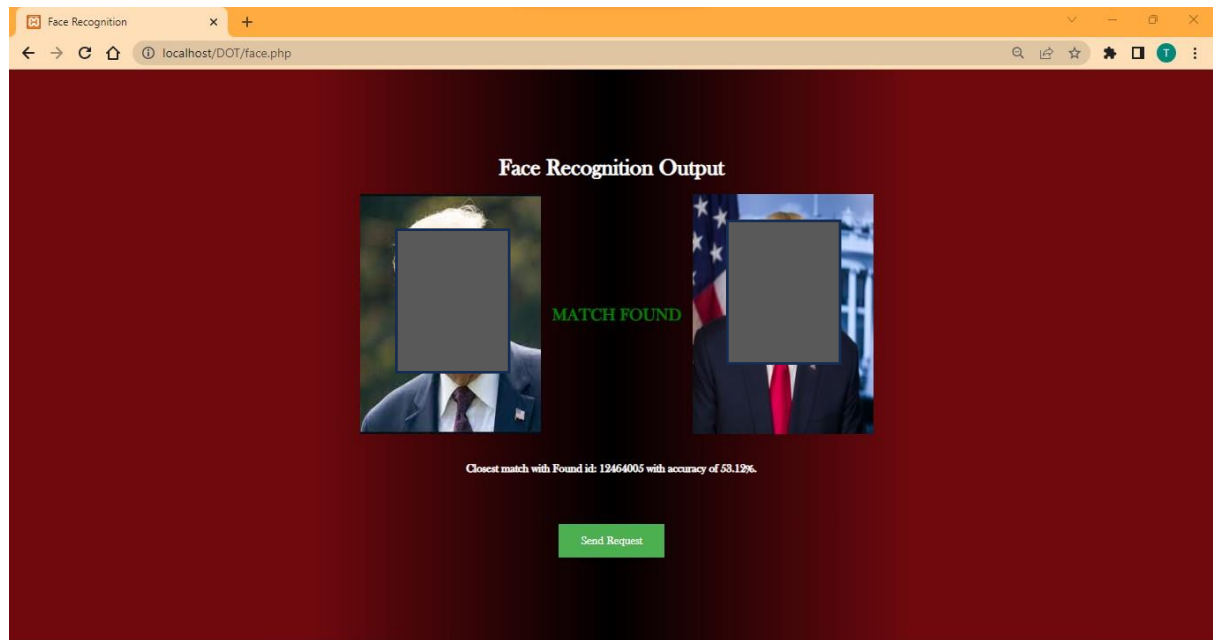 Face Recognition
localhost/DOT/face.php
T
Face Recognition Output
MATCH FOUND
Closest match with Found id: 12464005 with accuracy of 53.12%.
Send Request